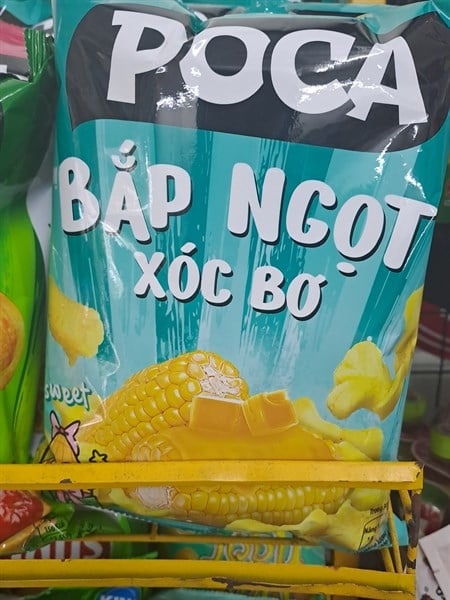 POCA
BẮP NGỌT
XÓC BƠ
sweet